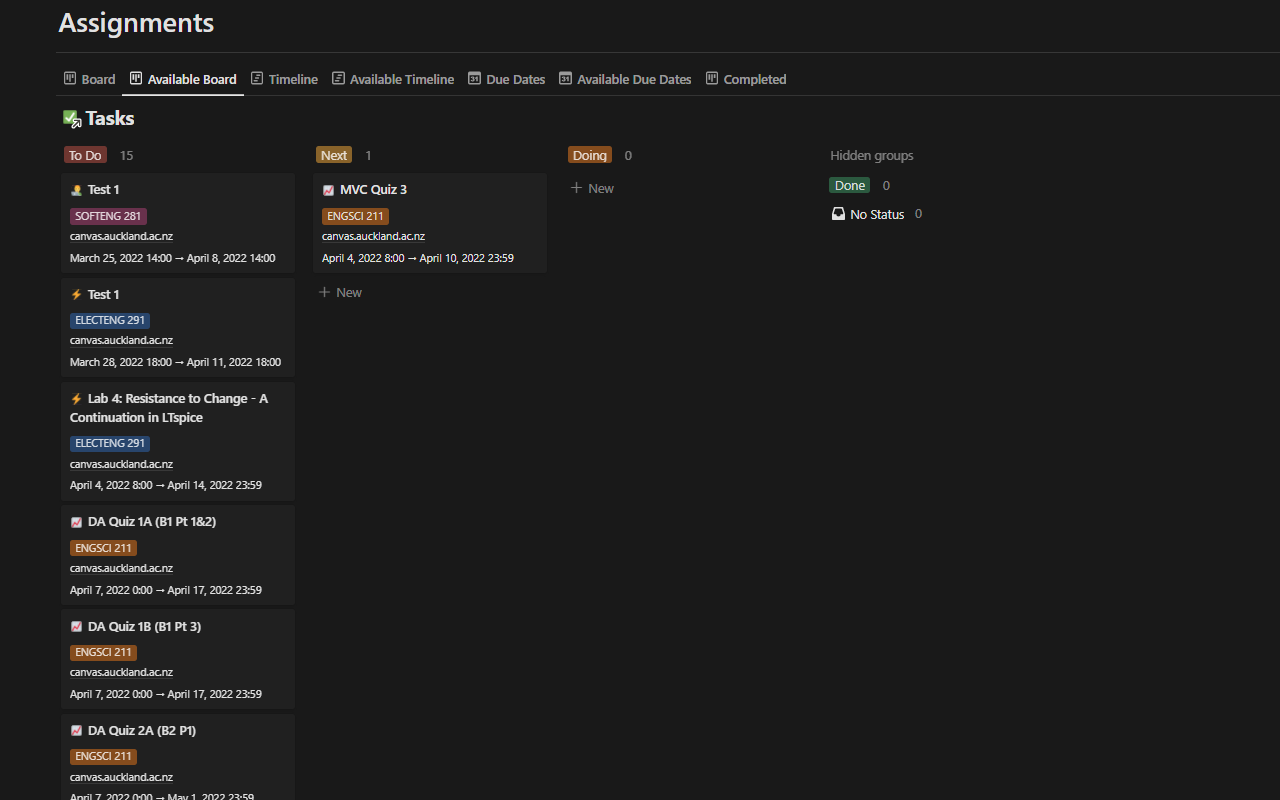 Assignments
Board Available Board Timeline Available Timeline Due Dates Available Due Dates Completed
Tasks
To Do 15
Test 1
SOFTENG 281
canvas.auckland.ac.nz
March 25, 2022 14:00 → April 8, 2022 14:00
Test 1
ELECTENG 291
canvas.auckland.ac.nz
March 28, 2022 18:00 → April 11, 2022 18:00
Lab 4: Resistance to Change - A
Continuation in LTspice
ELECTENG 291
canvas.auckland.ac.nz
April 4, 2022 8:00 → April 14, 2022 23:59
DA Quiz 1A (B1 Pt 1&2)
ENGSCI 211
canvas.auckland.ac.nz
April 7, 2022 0:00 → April 17, 2022 23:59
DA Quiz 1B (B1 Pt 3)
ENGSCI 211
canvas.auckland.ac.nz
April 7, 2022 0:00 → April 17, 2022 23:59
DA Quiz 2A (B2 P1)
ENGSCI 211
canvas.auckland.ac.nz
April 7, 2022 0:00 → May 1, 2022 23:59
Next 1
MVC Quiz 3
ENGSCI 211
canvas.auckland.ac.nz
April 4, 2022 8:00 → April 10, 2022 23:59
+ New
Doing 0
+ New
Hidden groups
Done 0
No Status 0